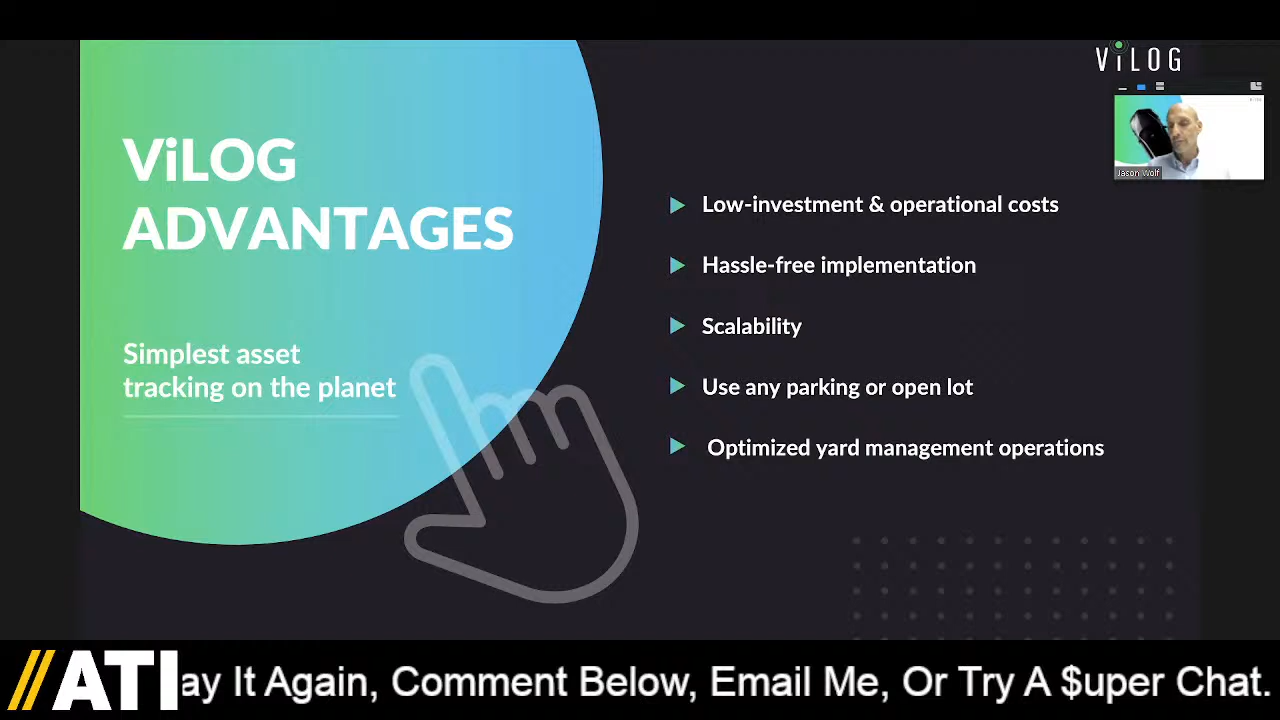 ViLOG
ViLOG
ADVANTAGES
Simplest asset
tracking on the planet
Low-investment & operational costs
Hassle-free implementation
Scalability
Use any parking or open lot
Optimized yard management operations
Jason Wolf
//ATI
ay It Again, Comment Below, Email Me, Or Try A $uper Chat.